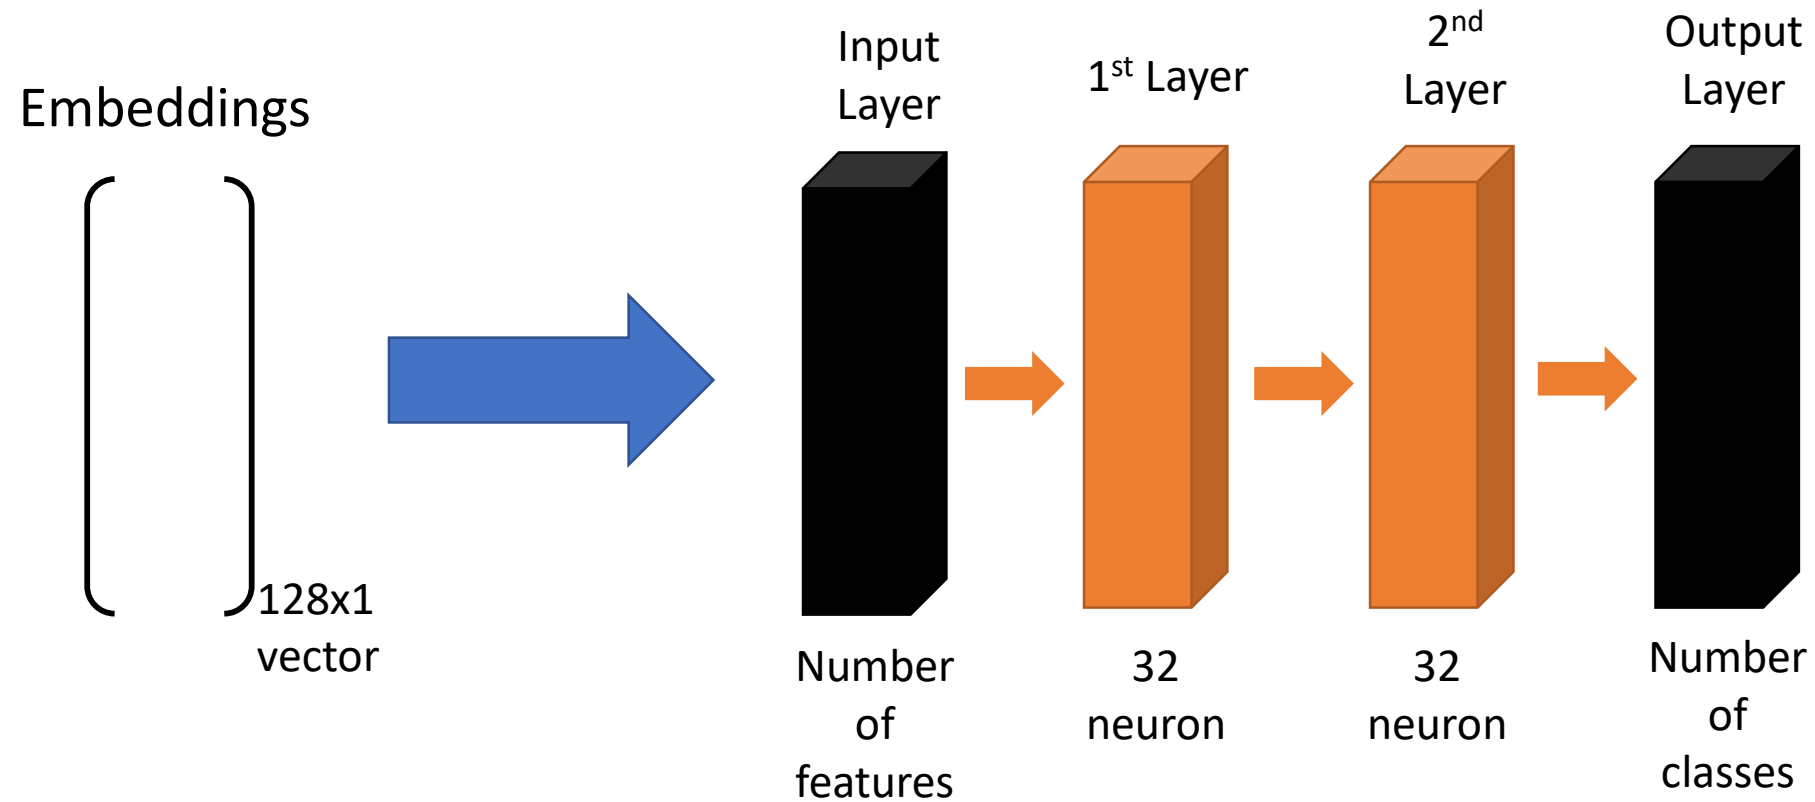 Embeddings
128x1
vector
Input
Layer
1st Layer
2nd
Layer
Output
Layer
Number
of
features
32
neuron
32
neuron
Number
of
classes